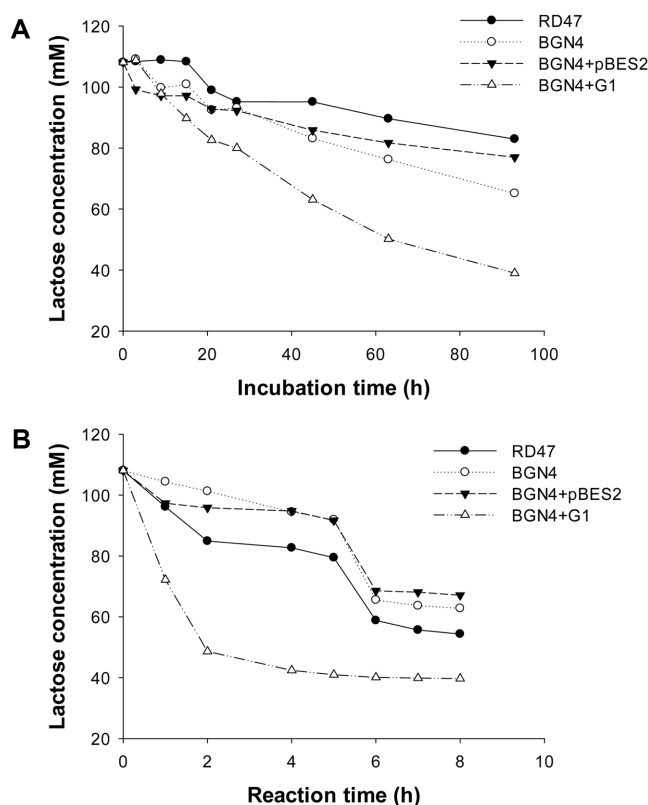 A
Lactose concentration (mM)
120
100
80
60
40
20
0
20
40
60
80
100
Incubation time (h)
RD47
BGN4
BGN4+pBES2
BGN4+G1
B
Lactose concentration (mM)
120
100
80
60
40
20
0
2
4
6
8
10
Reaction time (h)
RD47
BGN4
BGN4+pBES2
BGN4+G1